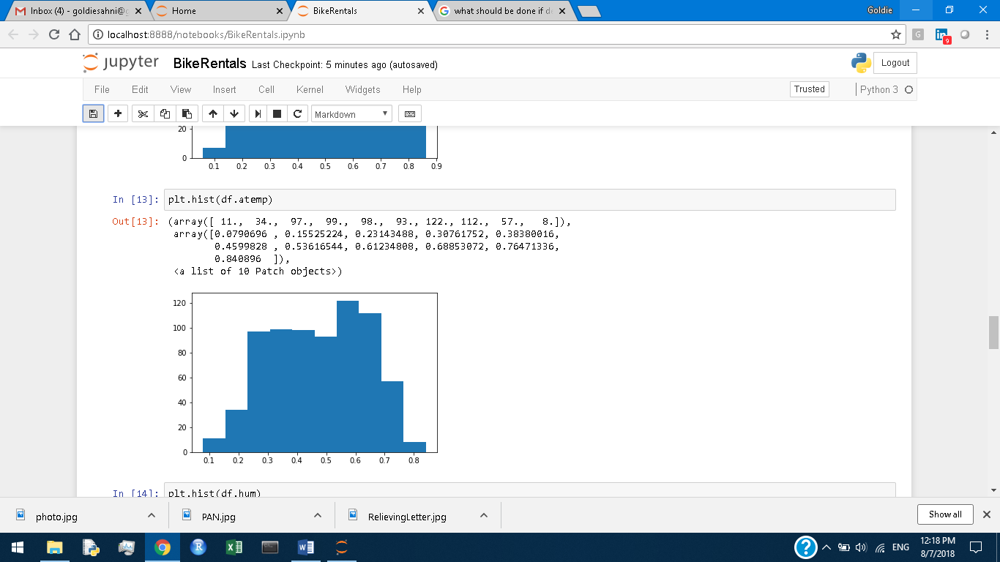 Inbox (4) - goldiesahni@g
Home
BikeRentals
what should be done if d
Goldie
localhost:8888/notebooks/BikeRentals.ipynb
G
in
9
jupyter BikeRentals Last Checkpoint: 5 minutes ago (autosaved)
Logout
File Edit View Insert Cell Kernel Widgets Help
Trusted
Python 3
Markdown
20
0
0.1 0.2 0.3 0.4 0.5 0.6 0.7 0.8 0.9
In [13]: plt.hist(df.atemp)
Out[13]: (array([ 11., 34., 97., 99., 98., 93., 122., 112., 57., 8.]),
array([0.0790696 , 0.15525224, 0.23143488, 0.30761752, 0.38380016,
0.4599828 , 0.53616544, 0.61234808, 0.68853072, 0.76471336,
0.840896 ]),
<a list of 10 Patch objects>)
120
100
80
60
40
20
0
0.1 0.2 0.3 0.4 0.5 0.6 0.7 0.8
In [14]: plt.hist(df.hum)
photo.jpg
PAN.jpg
RelievingLetter.jpg
Show all
R
ENG
12:18 PM
8/7/2018